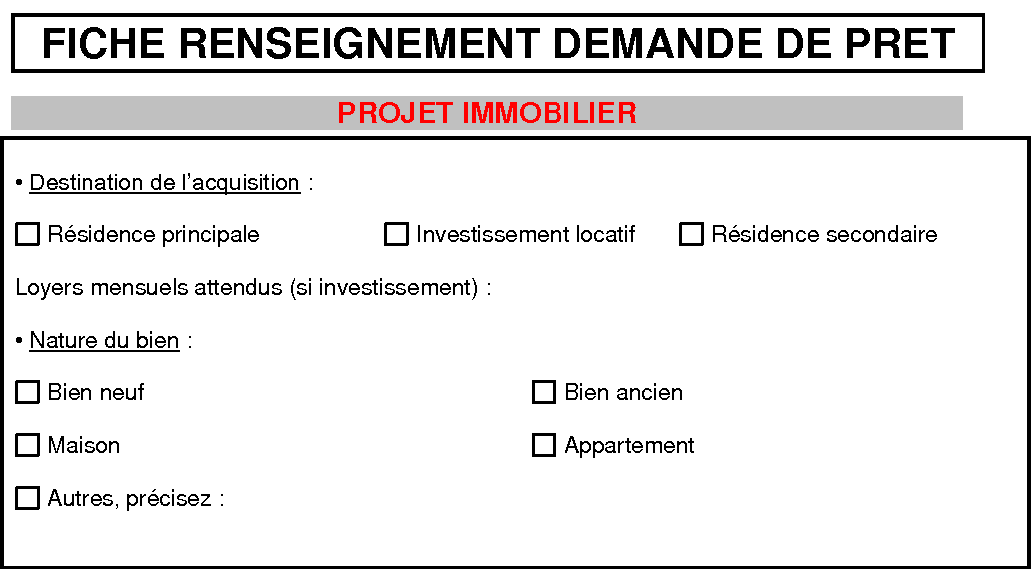 FICHE RENSEIGNEMENT DEMANDE DE PRET
PROJET IMMOBILIER
• Destination de l’acquisition :
☐ Résidence principale ☐ Investissement locatif ☐ Résidence secondaire
Loyers mensuels attendus (si investissement) :
• Nature du bien :
☐ Bien neuf ☐ Bien ancien
☐ Maison ☐ Appartement
☐ Autres, précisez :